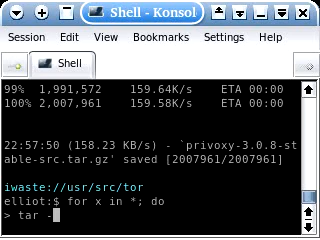 Shell - Konsol
Session Edit View Bookmarks Settings Help
Shell
99% 1,991,572 159.64K/s ETA 00:00
100% 2,007,961 159.58K/s ETA 00:00
22:57:50 (158.23 KB/s) - `privoxy-3.0.8-st
able-src.tar.gz' saved [2007961/2007961]
iwaste://usr/src/tor
elliot:$ for x in *; do
> tar -